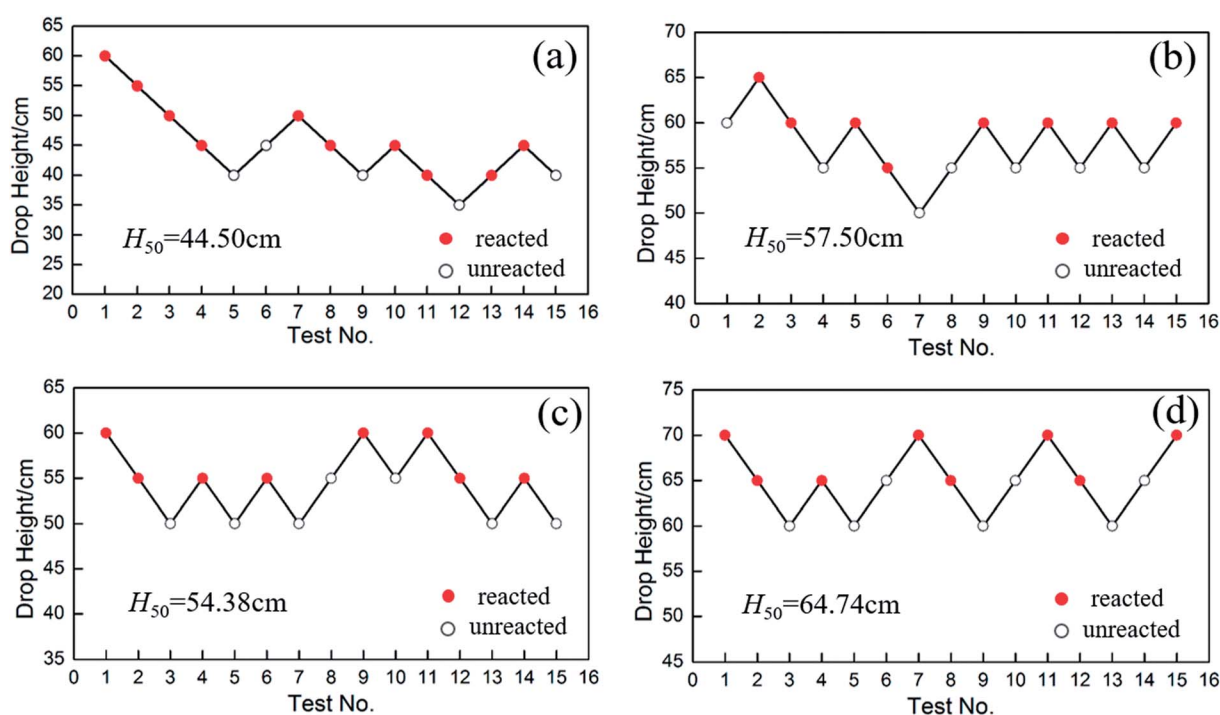 (a)
Drop Height/cm
65
60
55
50
45
40
35
30
25
20
H50=44.50cm
reacted
unreacted
0 1 2 3 4 5 6 7 8 9 10 11 12 13 14 15 16
Test No.
(b)
Drop Height/cm
70
65
60
55
50
45
40
H50=57.50cm
reacted
unreacted
0 1 2 3 4 5 6 7 8 9 10 11 12 13 14 15 16
Test No.
(c)
Drop Height/cm
65
60
55
50
45
40
35
H50=54.38cm
reacted
unreacted
0 1 2 3 4 5 6 7 8 9 10 11 12 13 14 15 16
Test No.
(d)
Drop Height/cm
75
70
65
60
55
50
45
H50=64.74cm
reacted
unreacted
0 1 2 3 4 5 6 7 8 9 10 11 12 13 14 15 16
Test No.